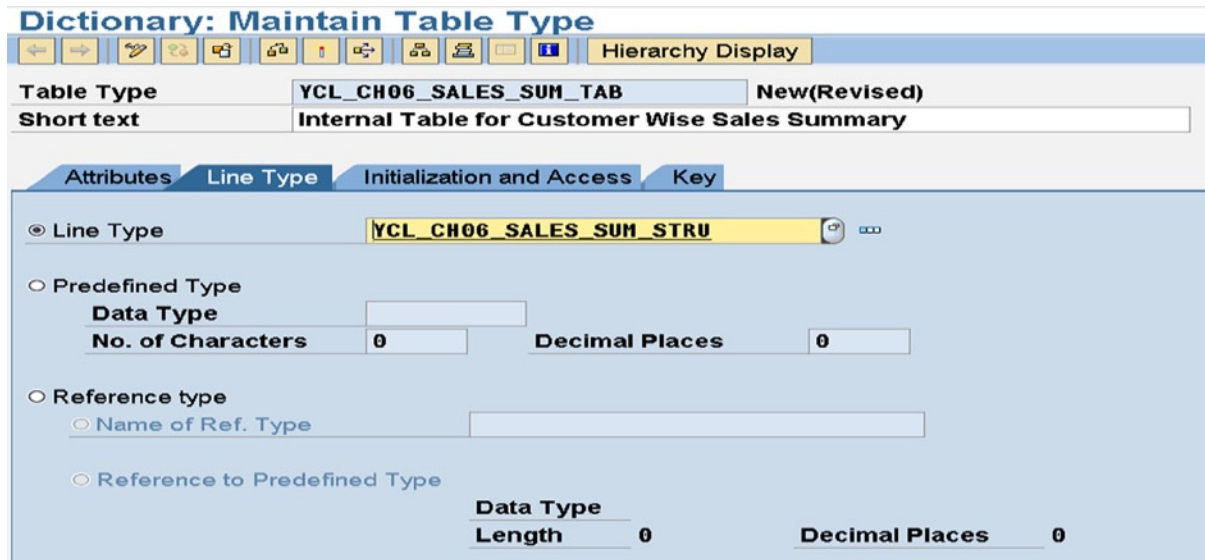 Dictionary: Maintain Table Type
Hierarchy Display
Table Type YCL_CH06_SALES_SUM_TAB New(Revised)
Short text Internal Table for Customer Wise Sales Summary
Attributes Line Type Initialization and Access Key
Line Type YCL_CH06_SALES_SUM_STRU
Predefined Type
Data Type
No. of Characters 0 Decimal Places 0
Reference type
Name of Ref. Type
Reference to Predefined Type
Data Type
Length 0 Decimal Places 0